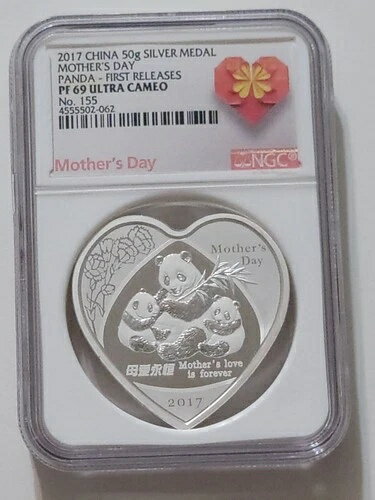 2017 CHINA 50g SILVER MEDAL
MOTHER'S DAY
PANDA - FIRST RELEASES
PF 69 ULTRA CAMEO
No. 155
4555502-062
Mother's Day
NGC
Mother's
Day
母爱永恒
Mother's love
is forever
2017